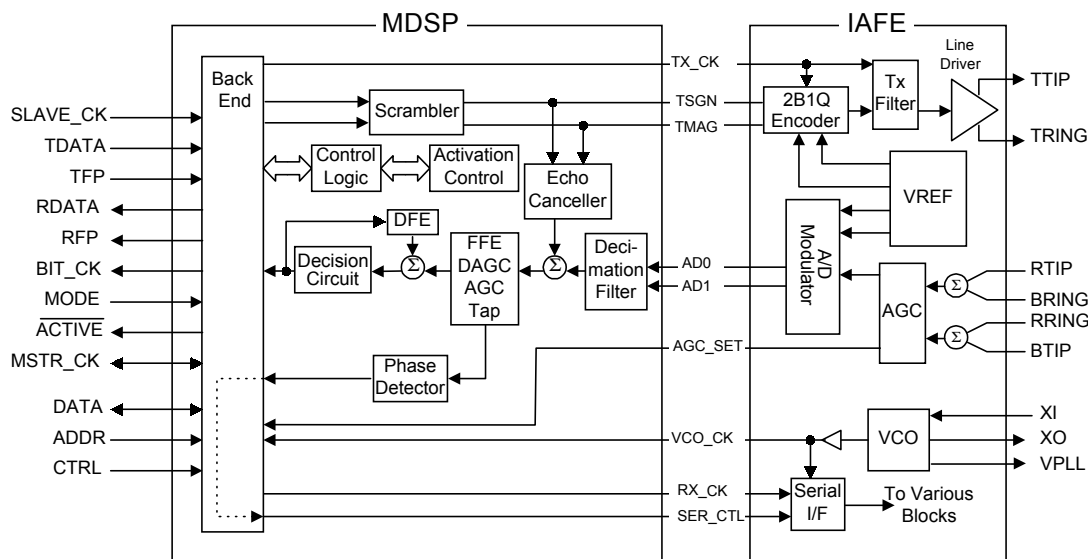 MDSP
IAFE
SLAVE_CK
TDATA
TFP
RDATA
RFP
BIT_CK
MODE
ACTIVE
MSTR_CK
DATA
ADDR
CTRL
Back
End
Scrambler
Control
Logic
Activation
Control
Echo
Canceller
DFE
Decision
Circuit
Σ
FFE
DAGC
AGC
Tap
Σ
Deci-
mation
Filter
Phase
Detector
TX_CK
TSGN
TMAG
AD0
AD1
AGC_SET
VCO_CK
RX_CK
SER_CTL
2B1Q
Encoder
Tx
Filter
Line
Driver
VREF
A/D
Modulator
AGC
Σ
Σ
VCO
Serial
I/F
To Various
Blocks
TTIP
TRING
RTIP
BRING
RRING
BTIP
XI
XO
VPLL